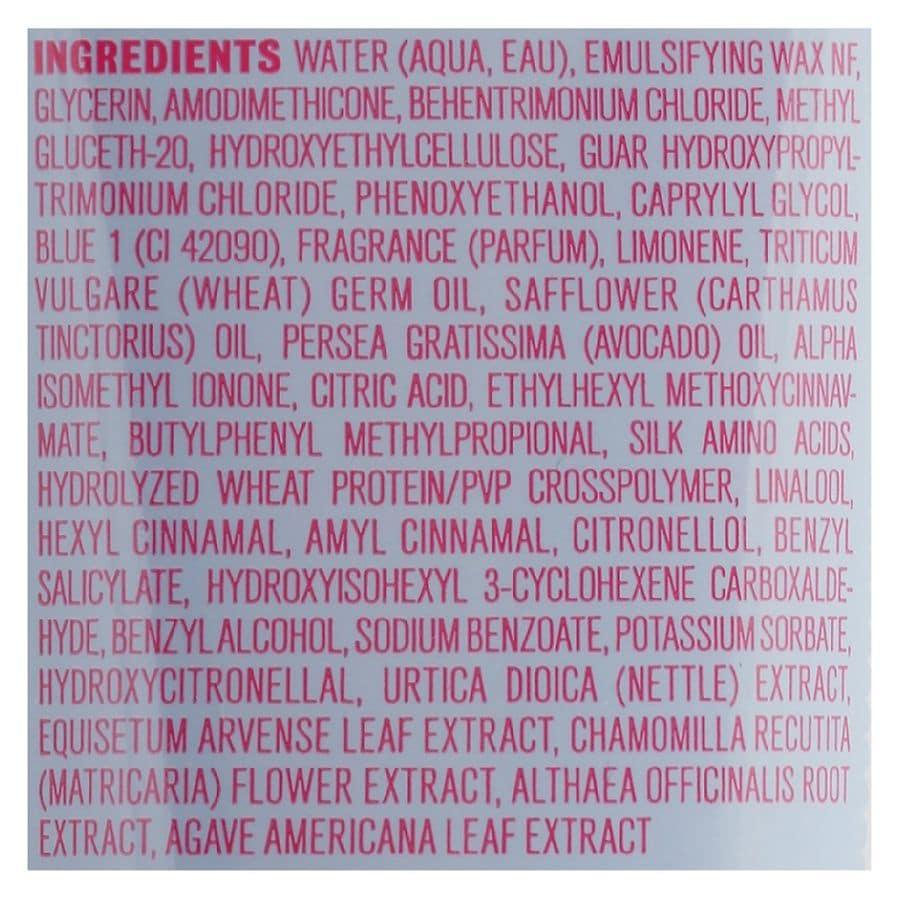 INGREDIENTS WATER (AQUA, EAU), EMULSIFYING WAX NF,
GLYCERIN, AMODIMETHICONE, BEHENTRIMONIUM CHLORIDE, METHYL
GLUCETH-20, HYDROXYETHYLCELLULOSE, GUAR HYDROXYPROPYL-
TRIMONIUM CHLORIDE, PHENOXYETHANOL, CAPRYLYL GLYCOL,
BLUE 1 (CI 42090), FRAGRANCE (PARFUM), LIMONENE, TRITICUM
VULGARE (WHEAT) GERM OIL, SAFFLOWER (CARTHAMUS
TINCTORIUS) OIL, PERSEA GRATISSIMA (AVOCADO) OIL, ALPHA
ISOMETHYL IONONE, CITRIC ACID, ETHYLHEXYL METHOXYCINNAV-
MATE, BUTYLPHENYL METHYLPROPIONAL, SILK AMINO ACIDS,
HYDROLYZED WHEAT PROTEIN/PVP CROSSPOLYMER, LINALOOL,
HEXYL CINNAMAL, AMYL CINNAMAL, CITRONELLOL, BENZYL
SALICYLATE, HYDROXYISOHEXYL 3-CYCLOHEXENE CARBOXALDE-
HYDE, BENZYL ALCOHOL, SODIUM BENZOATE, POTASSIUM SORBATE,
HYDROXYCITRONELLAL, URTICA DIOICA (NETTLE) EXTRACT,
EQUISETUM ARVENSE LEAF EXTRACT, CHAMOMILLA RECUTITA
(MATRICARIA) FLOWER EXTRACT, ALTHAEA OFFICINALIS ROOT
EXTRACT, AGAVE AMERICANA LEAF EXTRACT